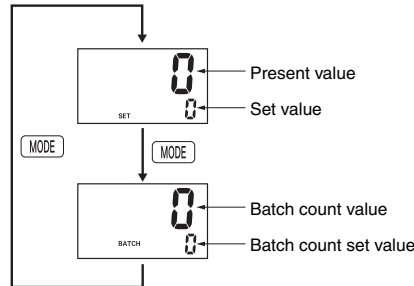 0
Present value
0
Set value
SET
MODE
MODE
0
Batch count value
BATCH
0
Batch count set value